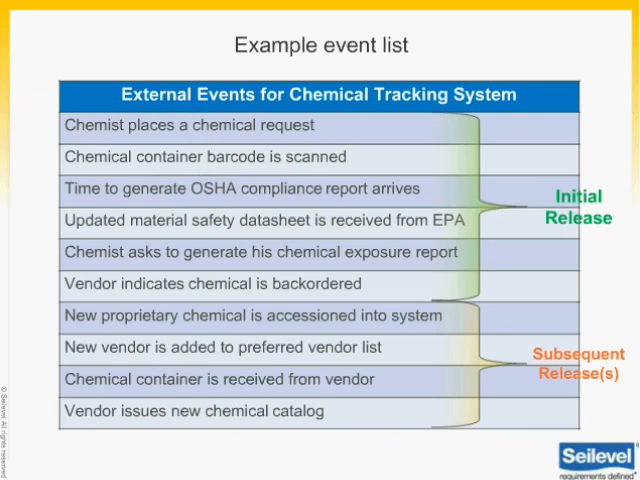 Example event list
External Events for Chemical Tracking System
Chemist places a chemical request
Chemical container barcode is scanned
Time to generate OSHA compliance report arrives
Updated material safety datasheet is received from EPA
Chemist asks to generate his chemical exposure report
Vendor indicates chemical is backordered
New proprietary chemical is accessioned into system
New vendor is added to preferred vendor list
Chemical container is received from vendor
Vendor issues new chemical catalog
Initial
Release
Subsequent
Release(s)
© Seilevel All rights reserved
Seilevel
requirements defined